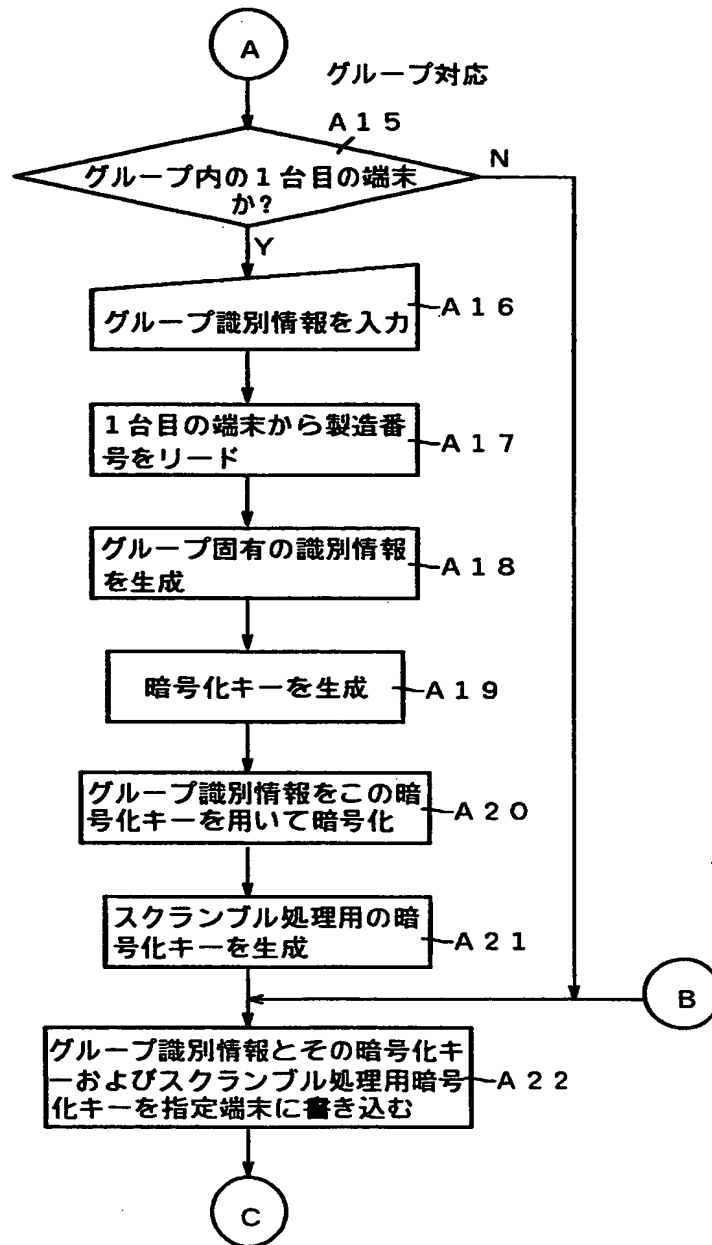 A
グループ対応
A15
グループ内の1台目の端末
か?
N
Y
グループ識別情報を入力
A16
1台目の端末から製造番
号をリード
A17
グループ固有の識別情報
を生成
A18
暗号化キーを生成
A19
グループ識別情報をこの暗
号化キーを用いて暗号化
A20
スクランブル処理用の暗
号化キーを生成
A21
B
グループ識別情報とその暗号化キ
ーおよびスクランブル処理用暗号
化キーを指定端末に書き込む
A22
C